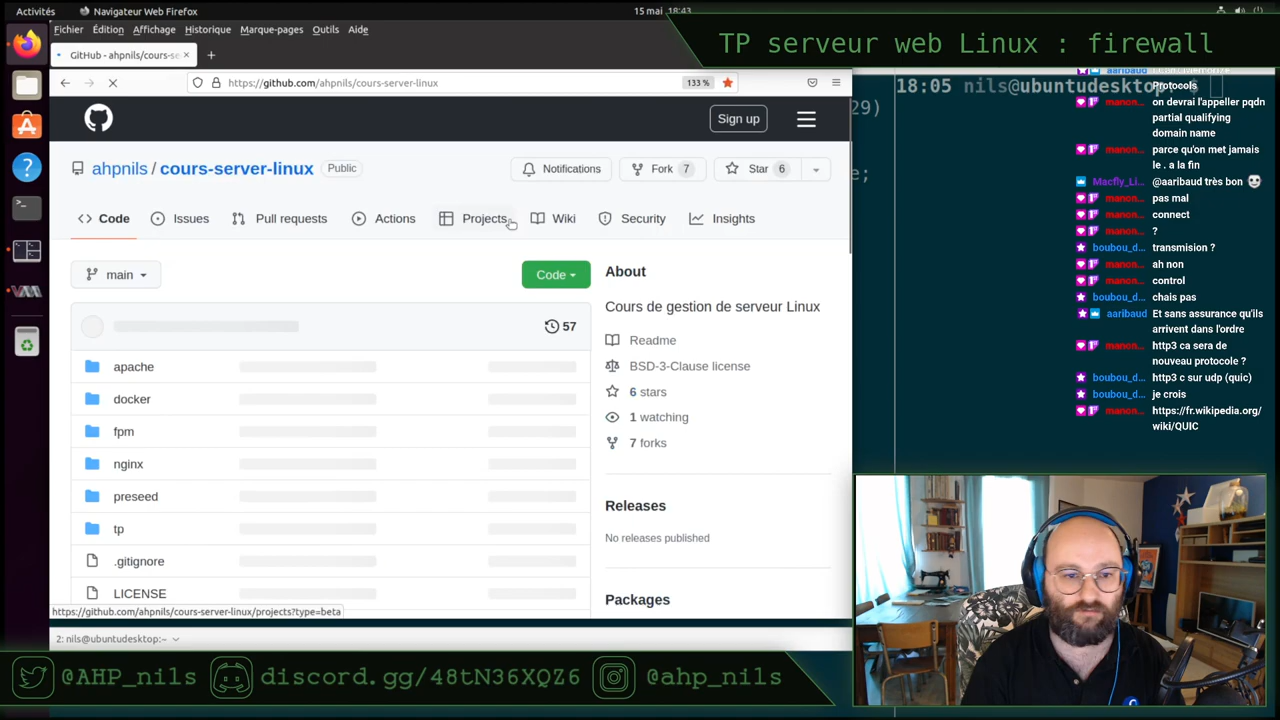 Activités
Navigateur Web Firefox
15 mai 18:43
TP serveur web Linux : firewall
Fichier Édition Affichage Historique Marque-pages Outils Aide
GitHub - ahpnils/cours-se
https://github.com/ahpnils/cours-server-linux
133 %
Sign up
ahpnils / cours-server-linux
Public
Notifications
Fork 7
Star 6
Code
Issues
Pull requests
Actions
Projects
Wiki
Security
Insights
main
Code
57
apache
docker
fpm
nginx
preseed
tp
.gitignore
LICENSE
About
Cours de gestion de serveur Linux
Readme
BSD-3-Clause license
6 stars
1 watching
7 forks
Releases
No releases published
Packages
https://github.com/ahpnils/cours-server-linux/projects?type=beta
2: nils@ubuntudesktop:~
29)
e;
18:05 nils@ubuntudesktop:
$
Protocols
manon... on devrai l'appeller pqdn
partial qualifying
domain name
manon... parce qu'on met jamais
le . a la fin
Macfly_Li... @aaribaud très bon
manon... pas mal
manon... connect
manon... ?
boubou_d... transmision ?
manon... ah non
manon... control
boubou_d... chais pas
aaribaud Et sans assurance qu'ils
arrivent dans l'ordre
manon... http3 ca sera de
nouveau protocole ?
boubou_d... http3 c sur udp (quic)
boubou_d... je crois
manon... https://fr.wikipedia.org/
wiki/QUIC
@AHP_nils
discord.gg/48tN36XQZ6
@ahp_nils